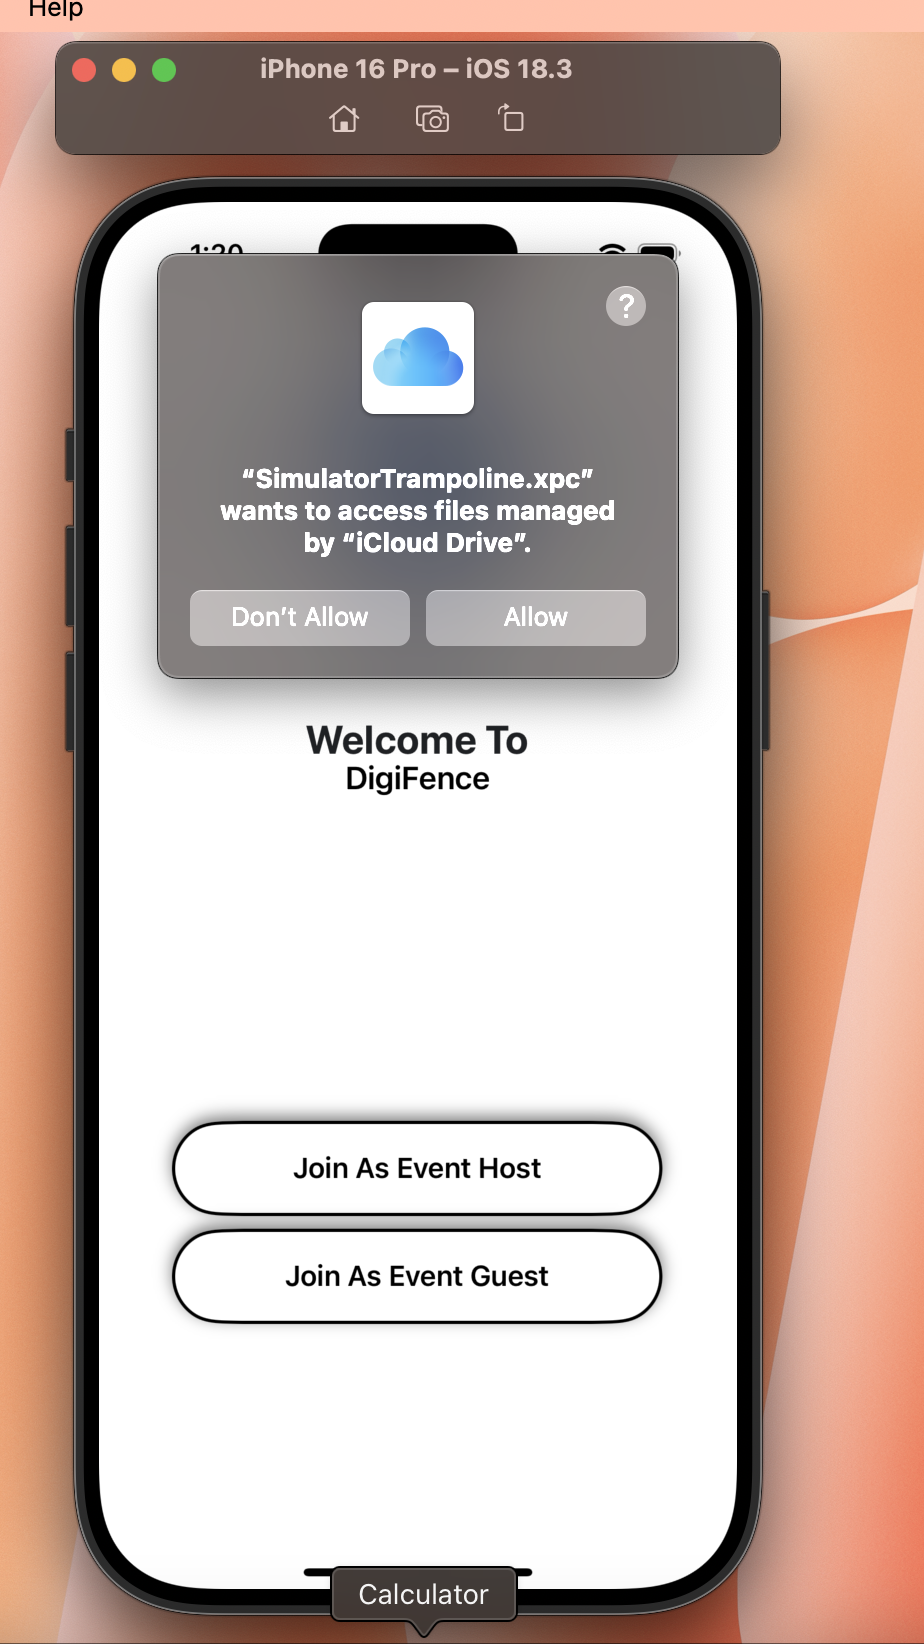 Help
iPhone 16 Pro – iOS 18.3
1:20
?
“SimulatorTrampoline.xpc”
wants to access files managed
by “iCloud Drive”.
Don’t Allow
Allow
Welcome To
DigiFence
Join As Event Host
Join As Event Guest
Calculator